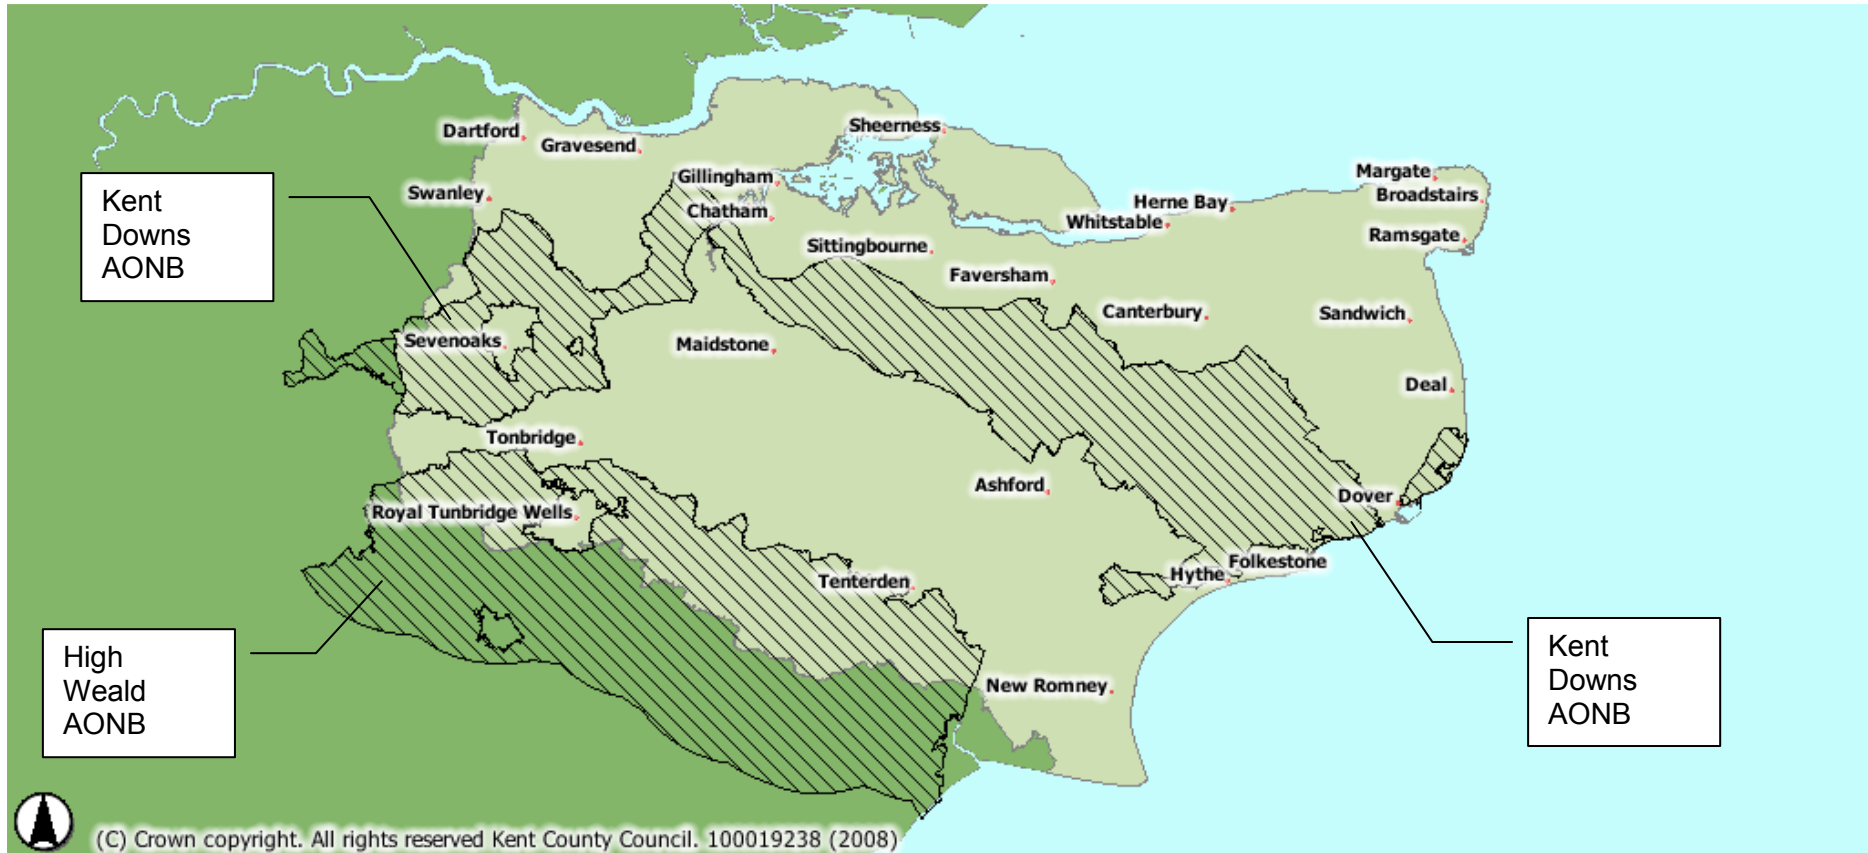 Dartford
Gravesend
Sheerness
Swanley
Gillingham
Chatham
Margate
Broadstairs
Herne Bay
Whitstable
Ramsgate
Kent
Downs
AONB
Sittingbourne
Faversham
Canterbury
Sandwich
Sevenoaks
Maidstone
Deal
Tonbridge
Ashford
Dover
Royal Tunbridge Wells
Folkestone
Hythe
Tenterden
High
Weald
AONB
New Romney
Kent
Downs
AONB
(C) Crown copyright. All rights reserved Kent County Council. 100019238 (2008)